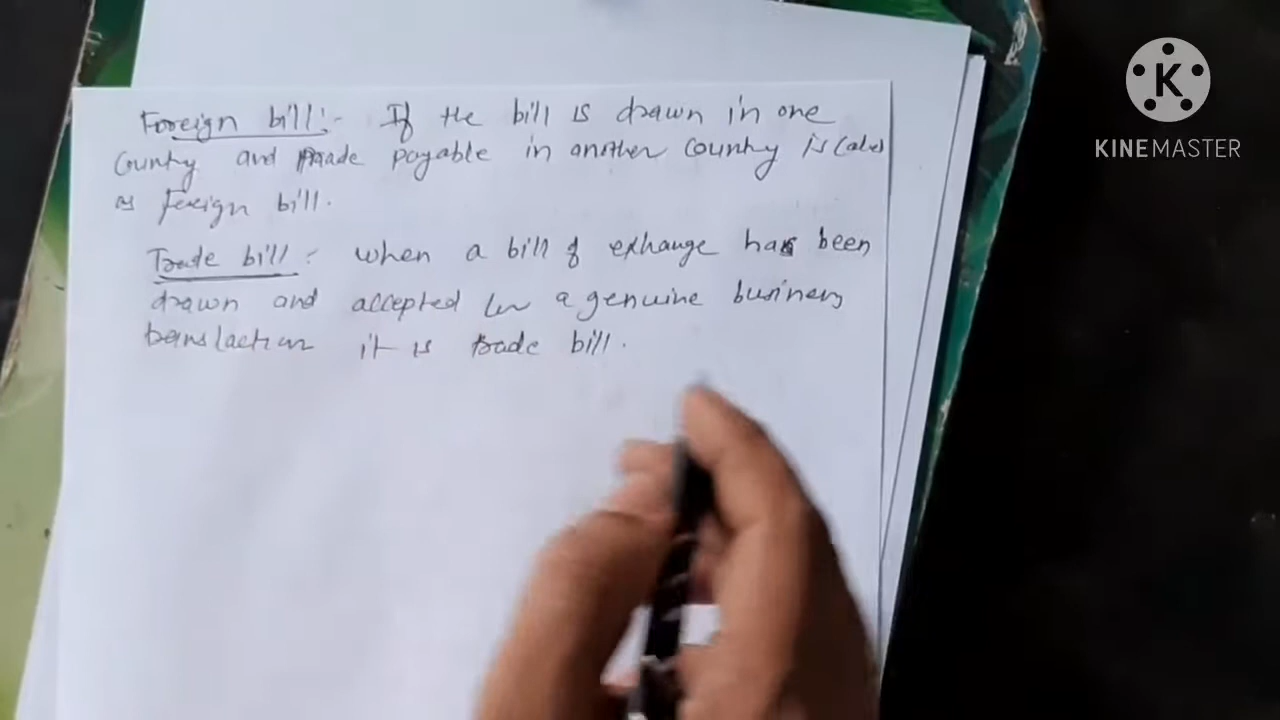 Foreign bill:- If the bill is drawn in one
Country and made payable in another country is
as foreign bill.
Trade bill:- when a bill of exchange has been
drawn and accepted for a genuine business
transaction it is trade bill.
K
KINEMASTER